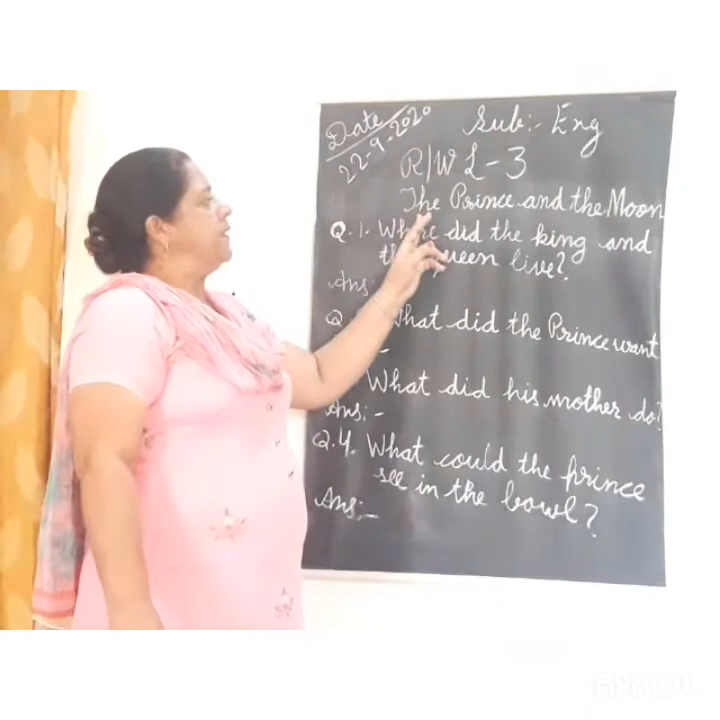 Date
22-9-2020
Sub:- Eng
R/W L-3
The Prince and the Moon
Q.1. Where did the king and
queen live?
Ans
Q. What did the Prince want
-
What did his mother do?
Ans:-
Q.4. What could the prince
see in the bowl?
Ans:-